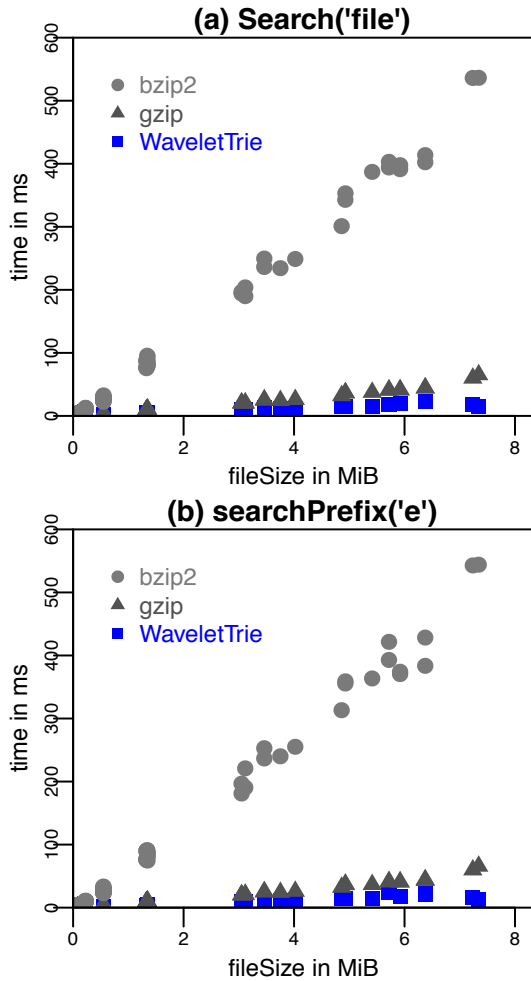 (a) Search('file')
600
500
400
300
200
100
0
time in ms
bzip2
gzip
WaveletTrie
0 2 4 6 8
fileSize in MiB
(b) searchPrefix('e')
600
500
400
300
200
100
0
time in ms
bzip2
gzip
WaveletTrie
0 2 4 6 8
fileSize in MiB